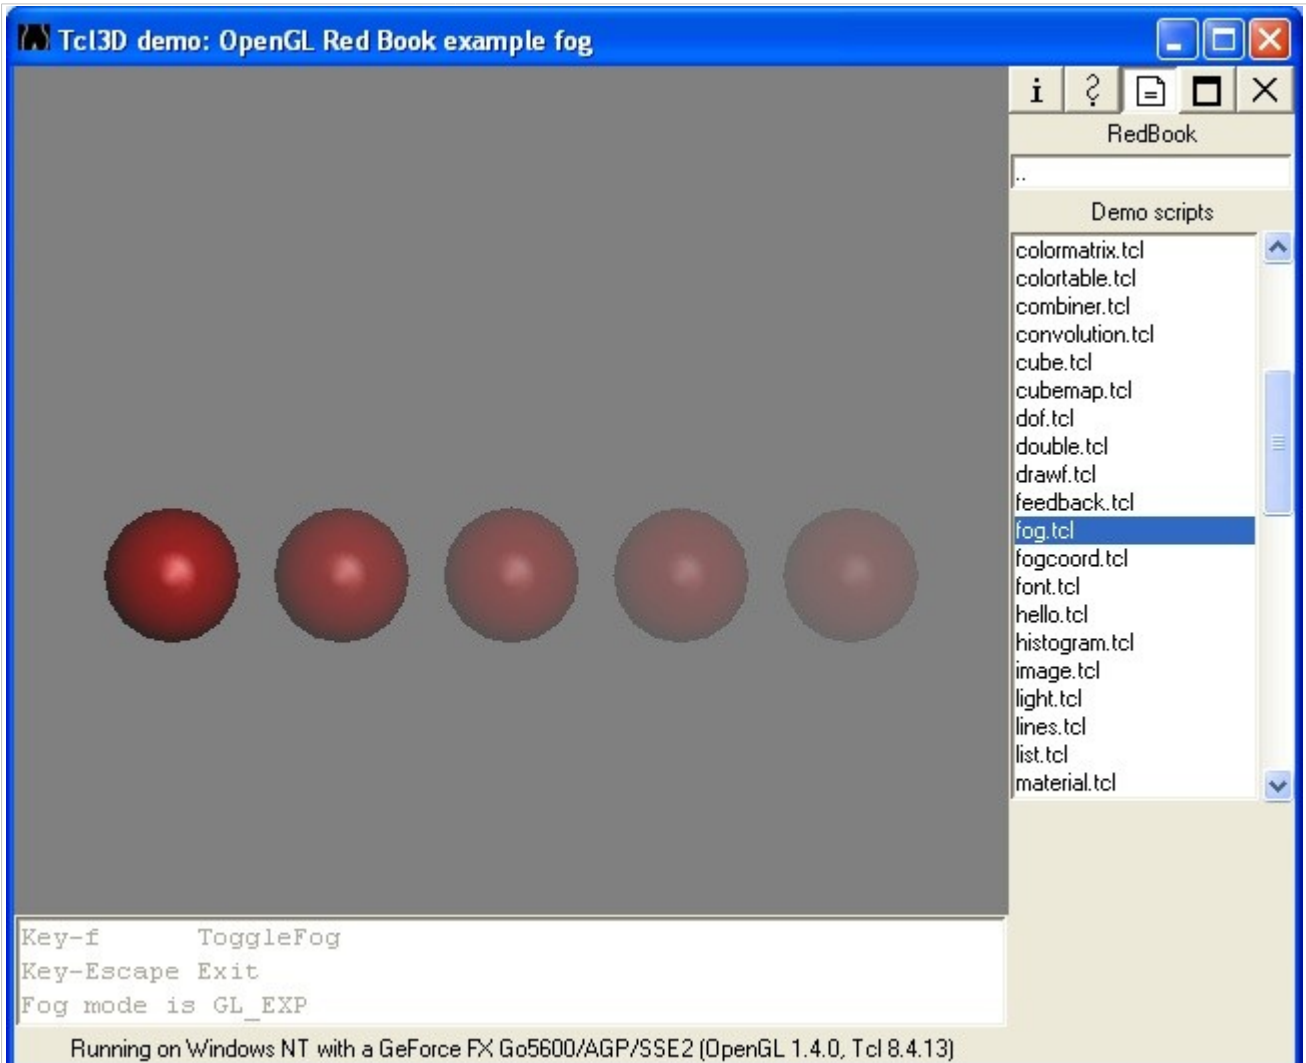 Tcl3D demo: OpenGL Red Book example fog
i ?
RedBook
..
Demo scripts
colormatrix.tcl
colortable.tcl
combiner.tcl
convolution.tcl
cube.tcl
cubemap.tcl
dof.tcl
double.tcl
drawf.tcl
feedback.tcl
fog.tcl
fogcoord.tcl
font.tcl
hello.tcl
histogram.tcl
image.tcl
light.tcl
lines.tcl
list.tcl
material.tcl
Key-f ToggleFog
Key-Escape Exit
Fog mode is GL_EXP
Running on Windows NT with a GeForce FX Go5600/AGP/SSE2 (OpenGL 1.4.0, Tcl 8.4.13)